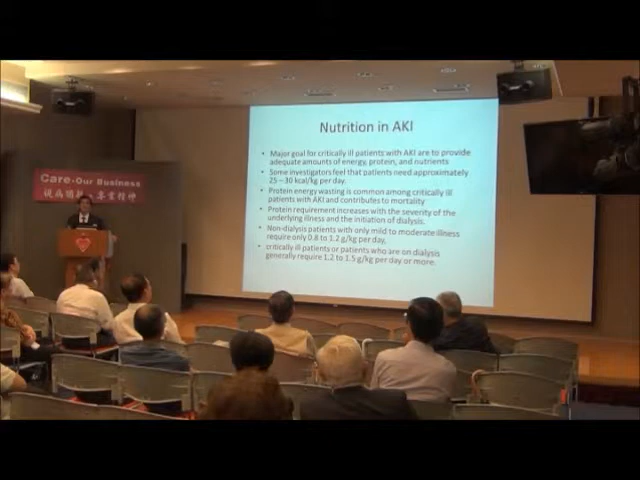 Nutrition in AKI
• Major goal for critically ill patients with AKI are to provide
adequate amounts of energy, protein, and nutrients
• Some investigators feel that patients need approximately
25 – 30 kcal/kg per day.
• Protein energy wasting is common among critically ill
patients with AKI and contributes to mortality
• Protein requirement increases with the severity of the
underlying illness and the initiation of dialysis.
• Non-dialysis patients with only mild to moderate illness
require only 0.8 to 1.2 g/kg per day,
• critically ill patients or patients who are on dialysis
generally require 1.2 to 1.5 g/kg per day or more.
Care-Our Business